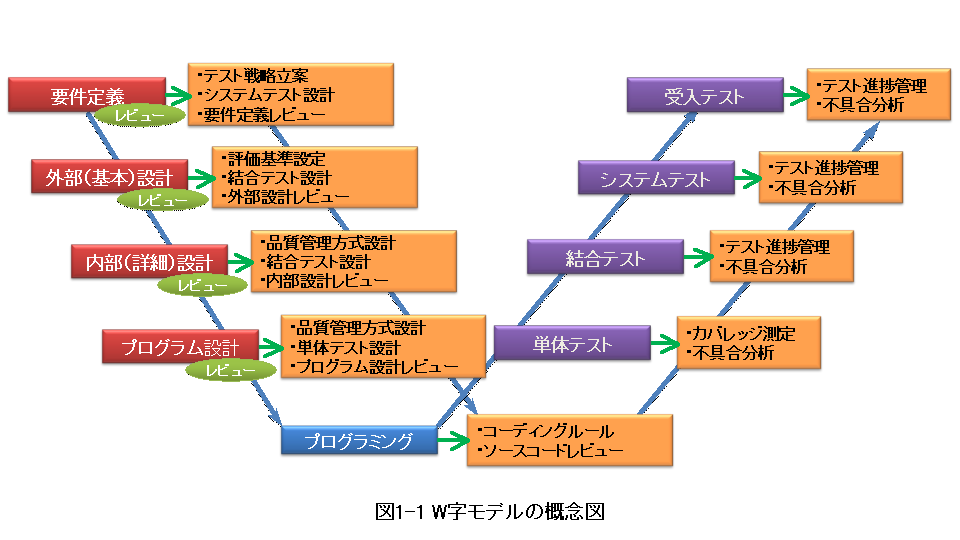 要件定義
レビュー
・テスト戦略立案
・システムテスト設計
・要件定義レビュー
外部(基本)設計
レビュー
・評価基準設定
・結合テスト設計
・外部設計レビュー
内部(詳細)設計
レビュー
・品質管理方式設計
・結合テスト設計
・内部設計レビュー
プログラム設計
レビュー
・品質管理方式設計
・単体テスト設計
・プログラム設計レビュー
プログラミング
・コーディングルール
・ソースコードレビュー
単体テスト
・カバレッジ測定
・不具合分析
結合テスト
・テスト進捗管理
・不具合分析
システムテスト
・テスト進捗管理
・不具合分析
受入テスト
・テスト進捗管理
・不具合分析
図1-1 W字モデルの概念図